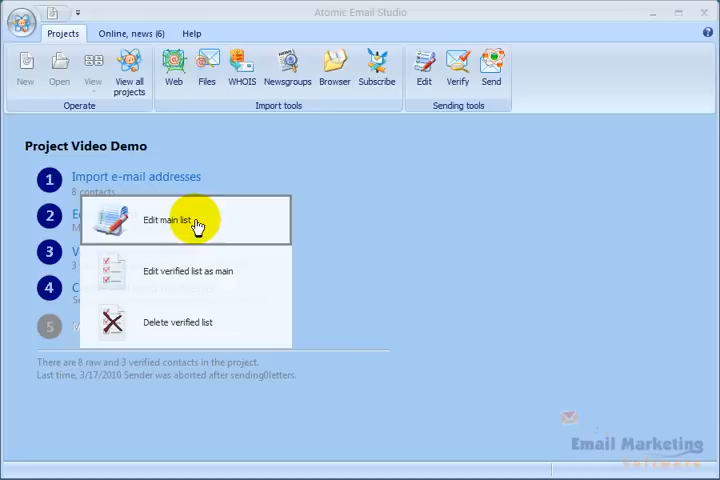 Atomic Email Studio
Projects Online, news (6) Help
New Open View View all projects Web Files WHOIS Newsgroups Browser Subscribe Edit Verify Send
Operate Import tools Sending tools
Project Video Demo
1 Import e-mail addresses
8 contacts
2
Edit main list
3
Edit verified list as main
4
Delete verified list
5
There are 8 raw and 3 verified contacts in the project.
Last time, 3/17/2010 Sender was aborted after sending0letters.
Email Marketing
Software